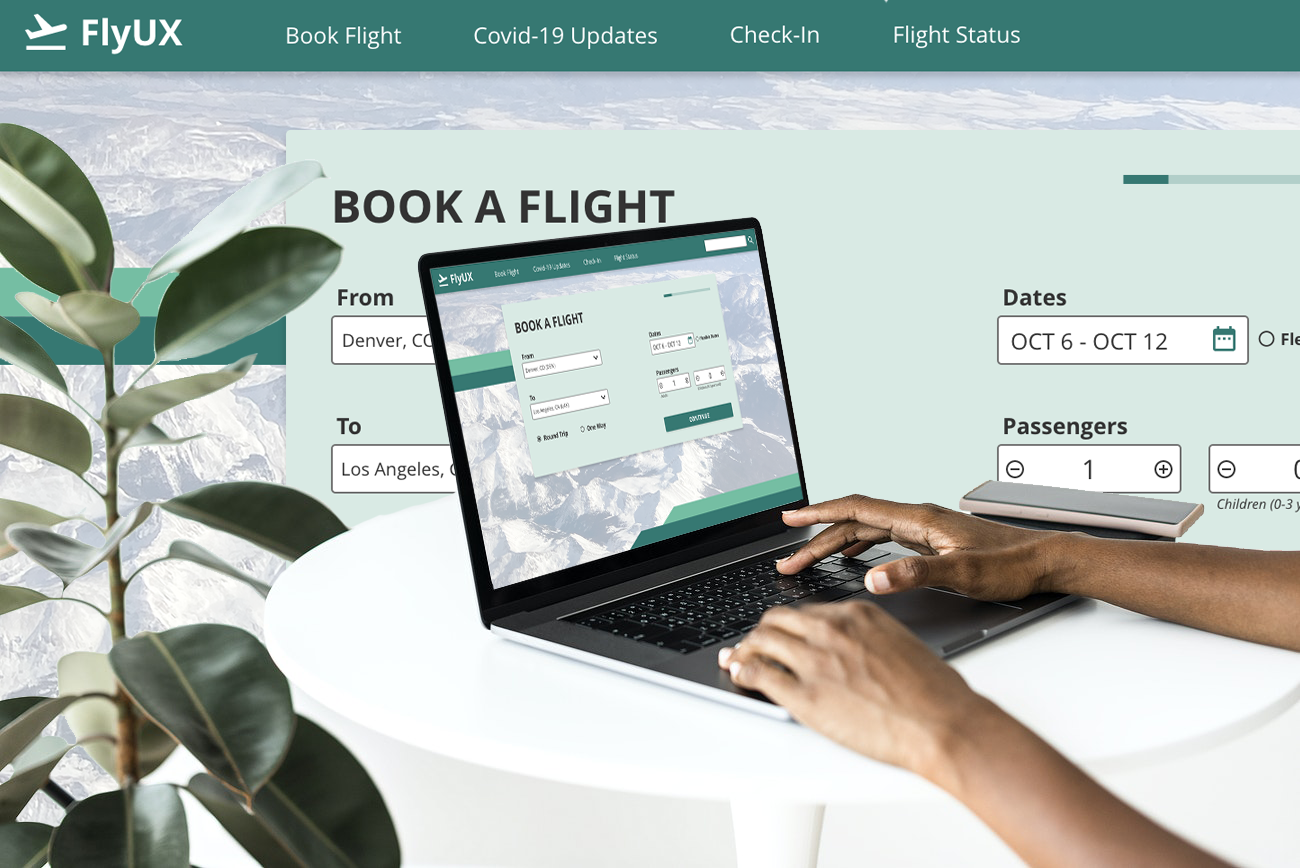 FlyUX
Book Flight
Covid-19 Updates
Check-In
Flight Status
BOOK A FLIGHT
From
Denver, CO
To
Los Angeles,
Dates
OCT 6 - OCT 12
Passengers
1
Children (0-3
FlyUX
Book Flight
Covid-19 Updates
Check-In
Flight Status
BOOK A FLIGHT
From
Denver, CO (DEN)
To
Los Angeles, CA (LAX)
Round Trip
One Way
Dates
OCT 6 - OCT 12
Flexible Dates
Passengers
1
CONTINUE